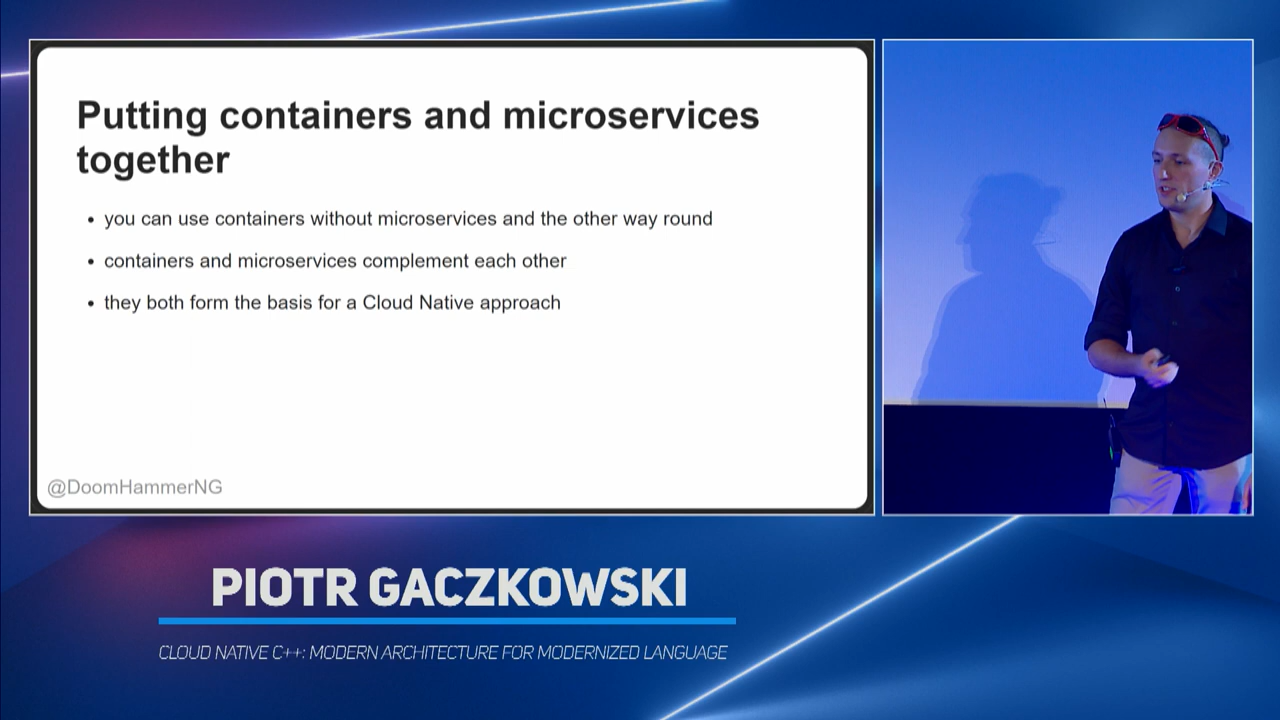 Putting containers and microservices
together
• you can use containers without microservices and the other way round
• containers and microservices complement each other
• they both form the basis for a Cloud Native approach
@DoomHammerNG
PIOTR GACZKOWSKI
CLOUD NATIVE C++: MODERN ARCHITECTURE FOR MODERNIZED LANGUAGE